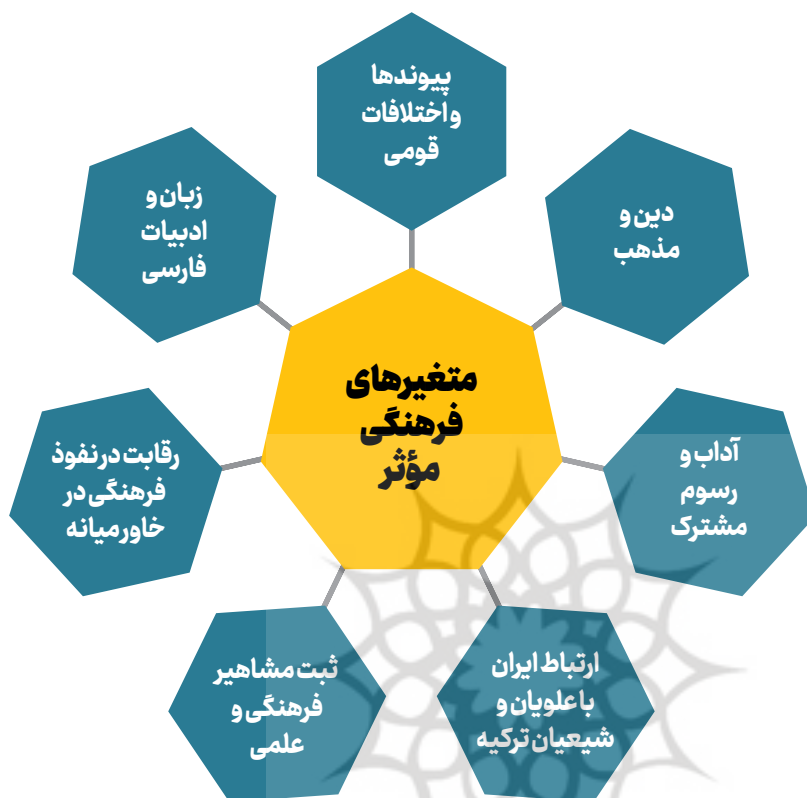 پیوندها
و اختلافات
قومی
دین و
مذهب
زبان و
ادبیات
فارسی
متغیرهای
فرهنگی
مؤثر
آداب و
رسوم
مشترک
رقابت در نفوذ
فرهنگی در
خاورمیانه
ارتباط ایران
با علویان و
شیعیان ترکیه
ثبت مشاهیر
فرهنگی و
علمی